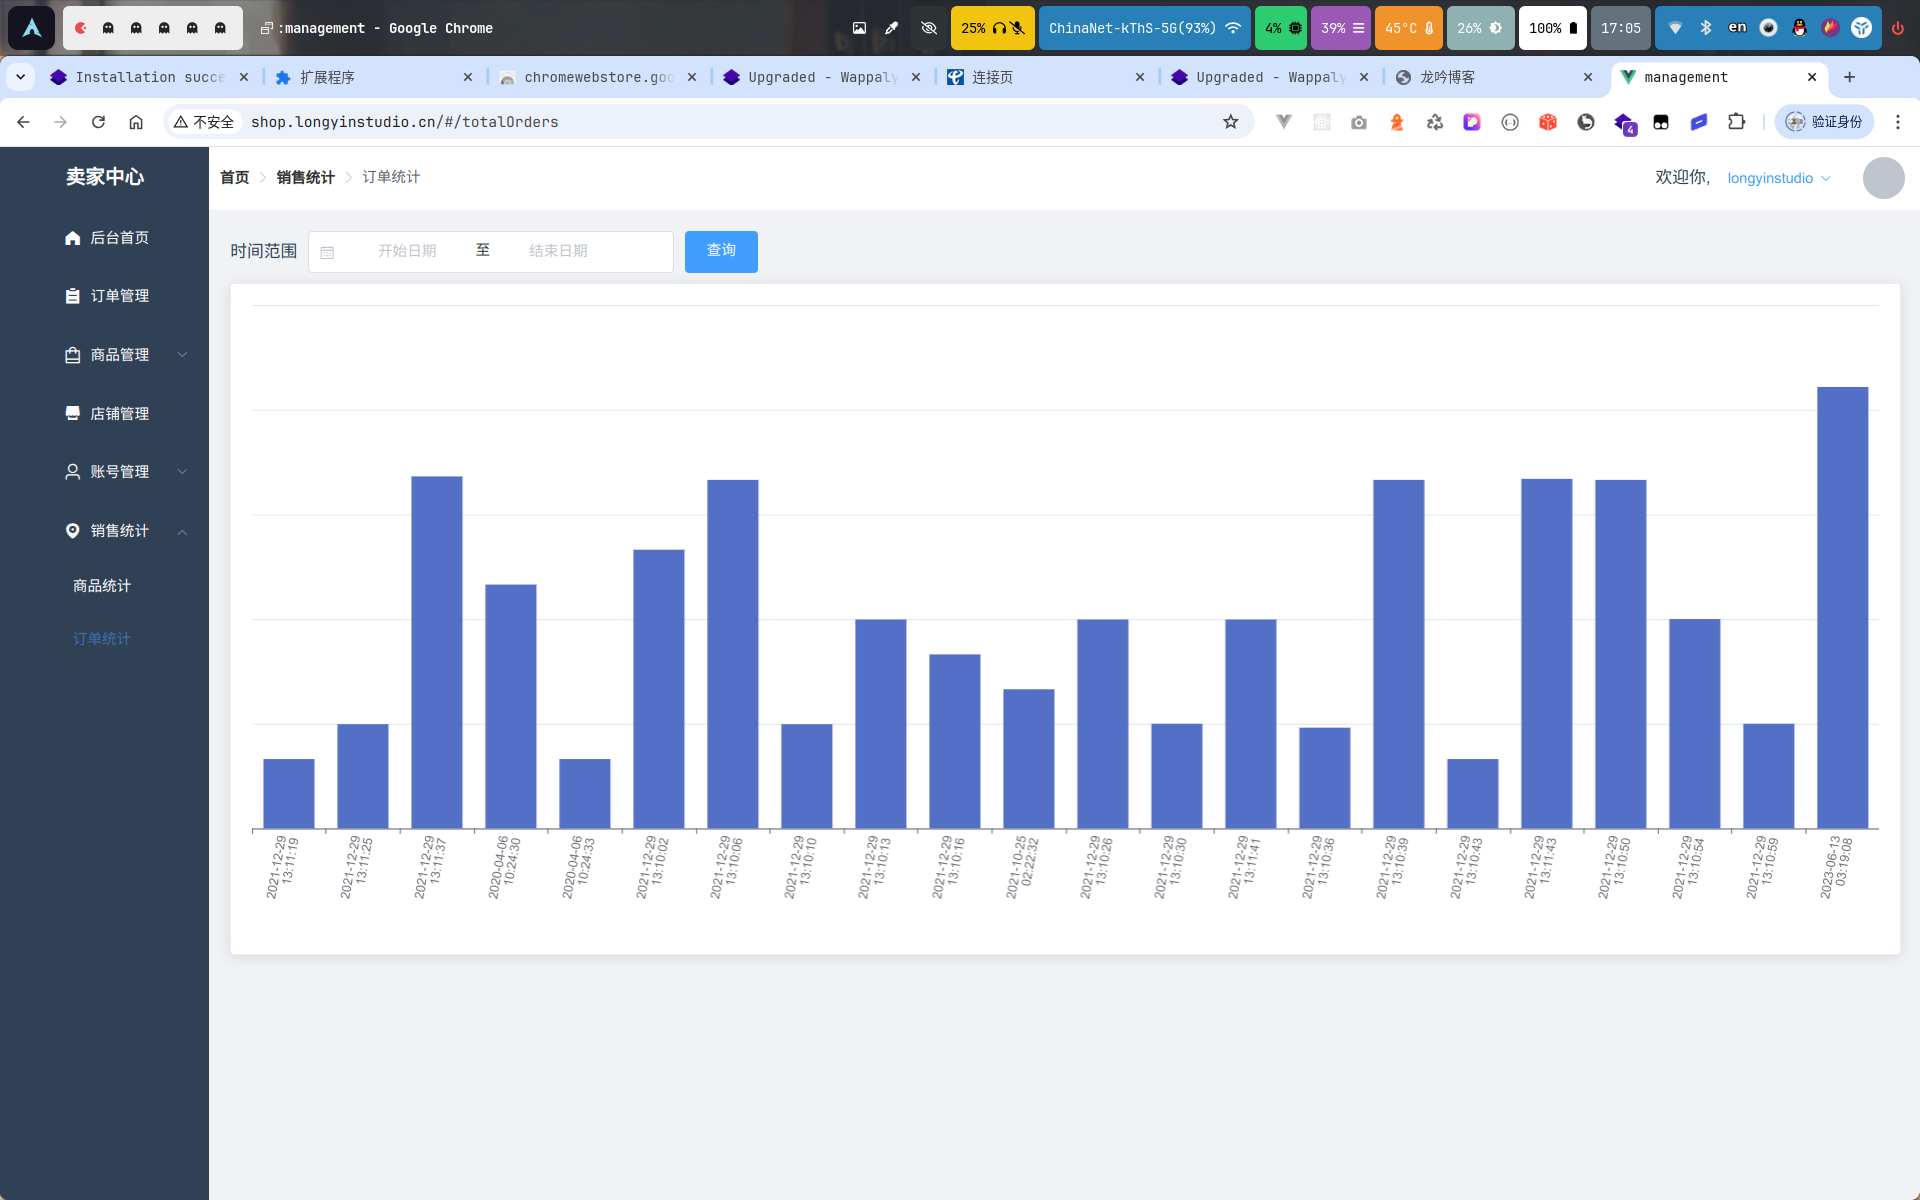 :management - Google Chrome
25%
ChinaNet-kThS-5G(93%)
4%
39%
45°C
26%
100%
17:05
en
Installation succe
扩展程序
chromewebstore.goo
Upgraded - Wappaly
连接页
Upgraded - Wappaly
龙吟博客
management
不安全
shop.longyinstudio.cn/#/totalOrders
4
验证身份
卖家中心
后台首页
订单管理
商品管理
店铺管理
账号管理
销售统计
商品统计
订单统计
首页
销售统计
订单统计
欢迎你,
longyinstudio
时间范围
开始日期
至
结束日期
查询
2021-12-29
13:11:19
2021-12-29
13:11:25
2021-12-29
13:11:37
2020-04-06
10:24:30
2020-04-06
10:24:33
2021-12-29
13:10:02
2021-12-29
13:10:06
2021-12-29
13:10:10
2021-12-29
13:10:13
2021-12-29
13:10:16
2021-10-25
02:22:32
2021-12-29
13:10:26
2021-12-29
13:10:30
2021-12-29
13:11:41
2021-12-29
13:10:36
2021-12-29
13:10:39
2021-12-29
13:10:43
2021-12-29
13:11:43
2021-12-29
13:10:50
2021-12-29
13:10:54
2021-12-29
13:10:59
2023-06-13
03:19:08